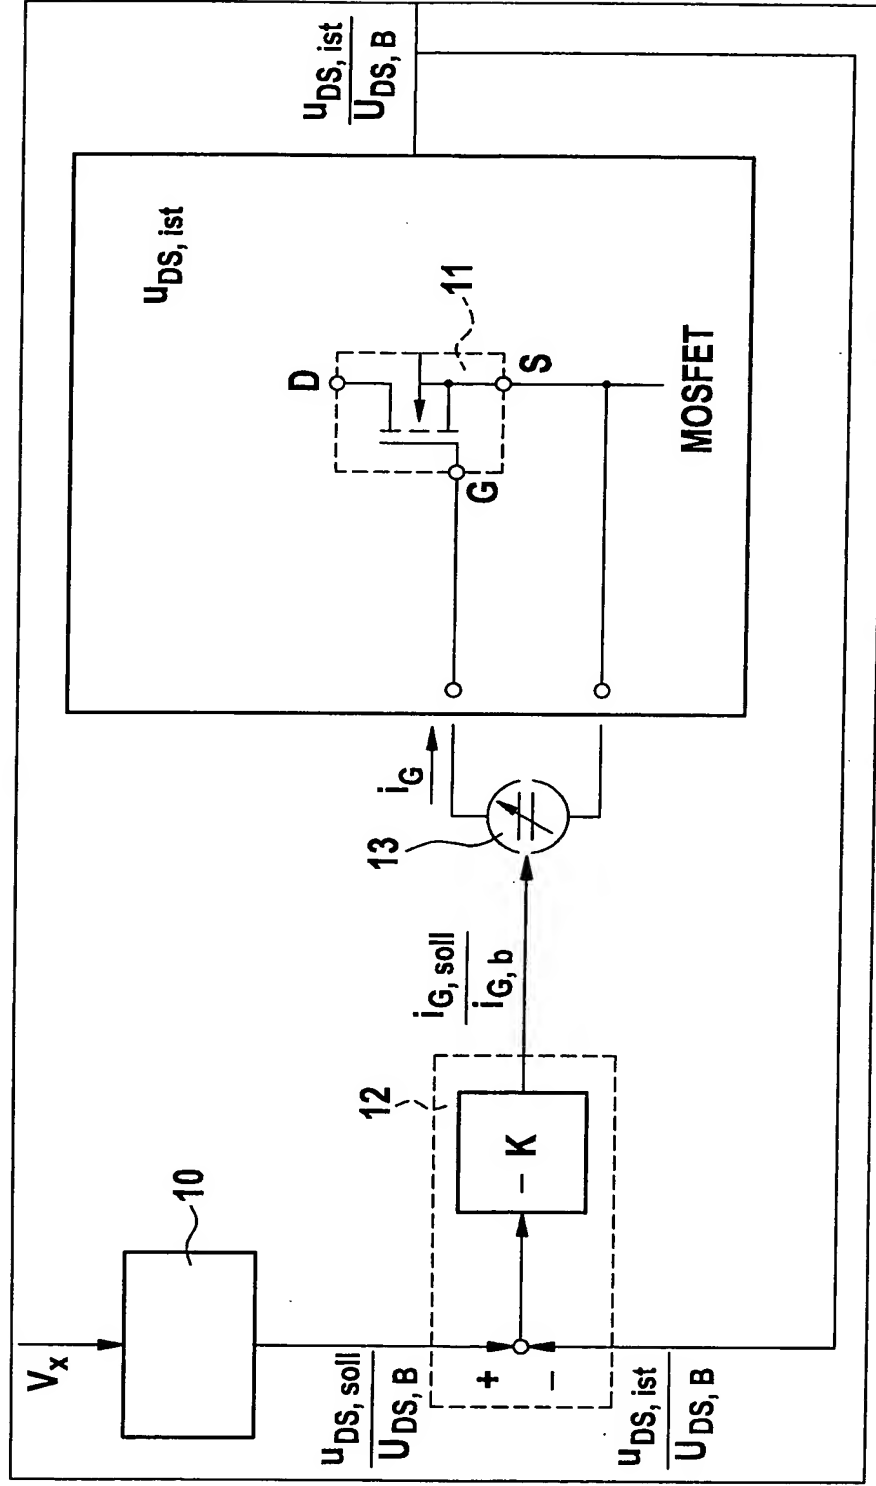 V_x
10
u_DS, soll
U_DS, B
+
−
u_DS, ist
U_DS, B
12
− K
i_G, soll
i_G, b
13
i_G
u_DS, ist
D
G
S
11
MOSFET
u_DS, ist
U_DS, B